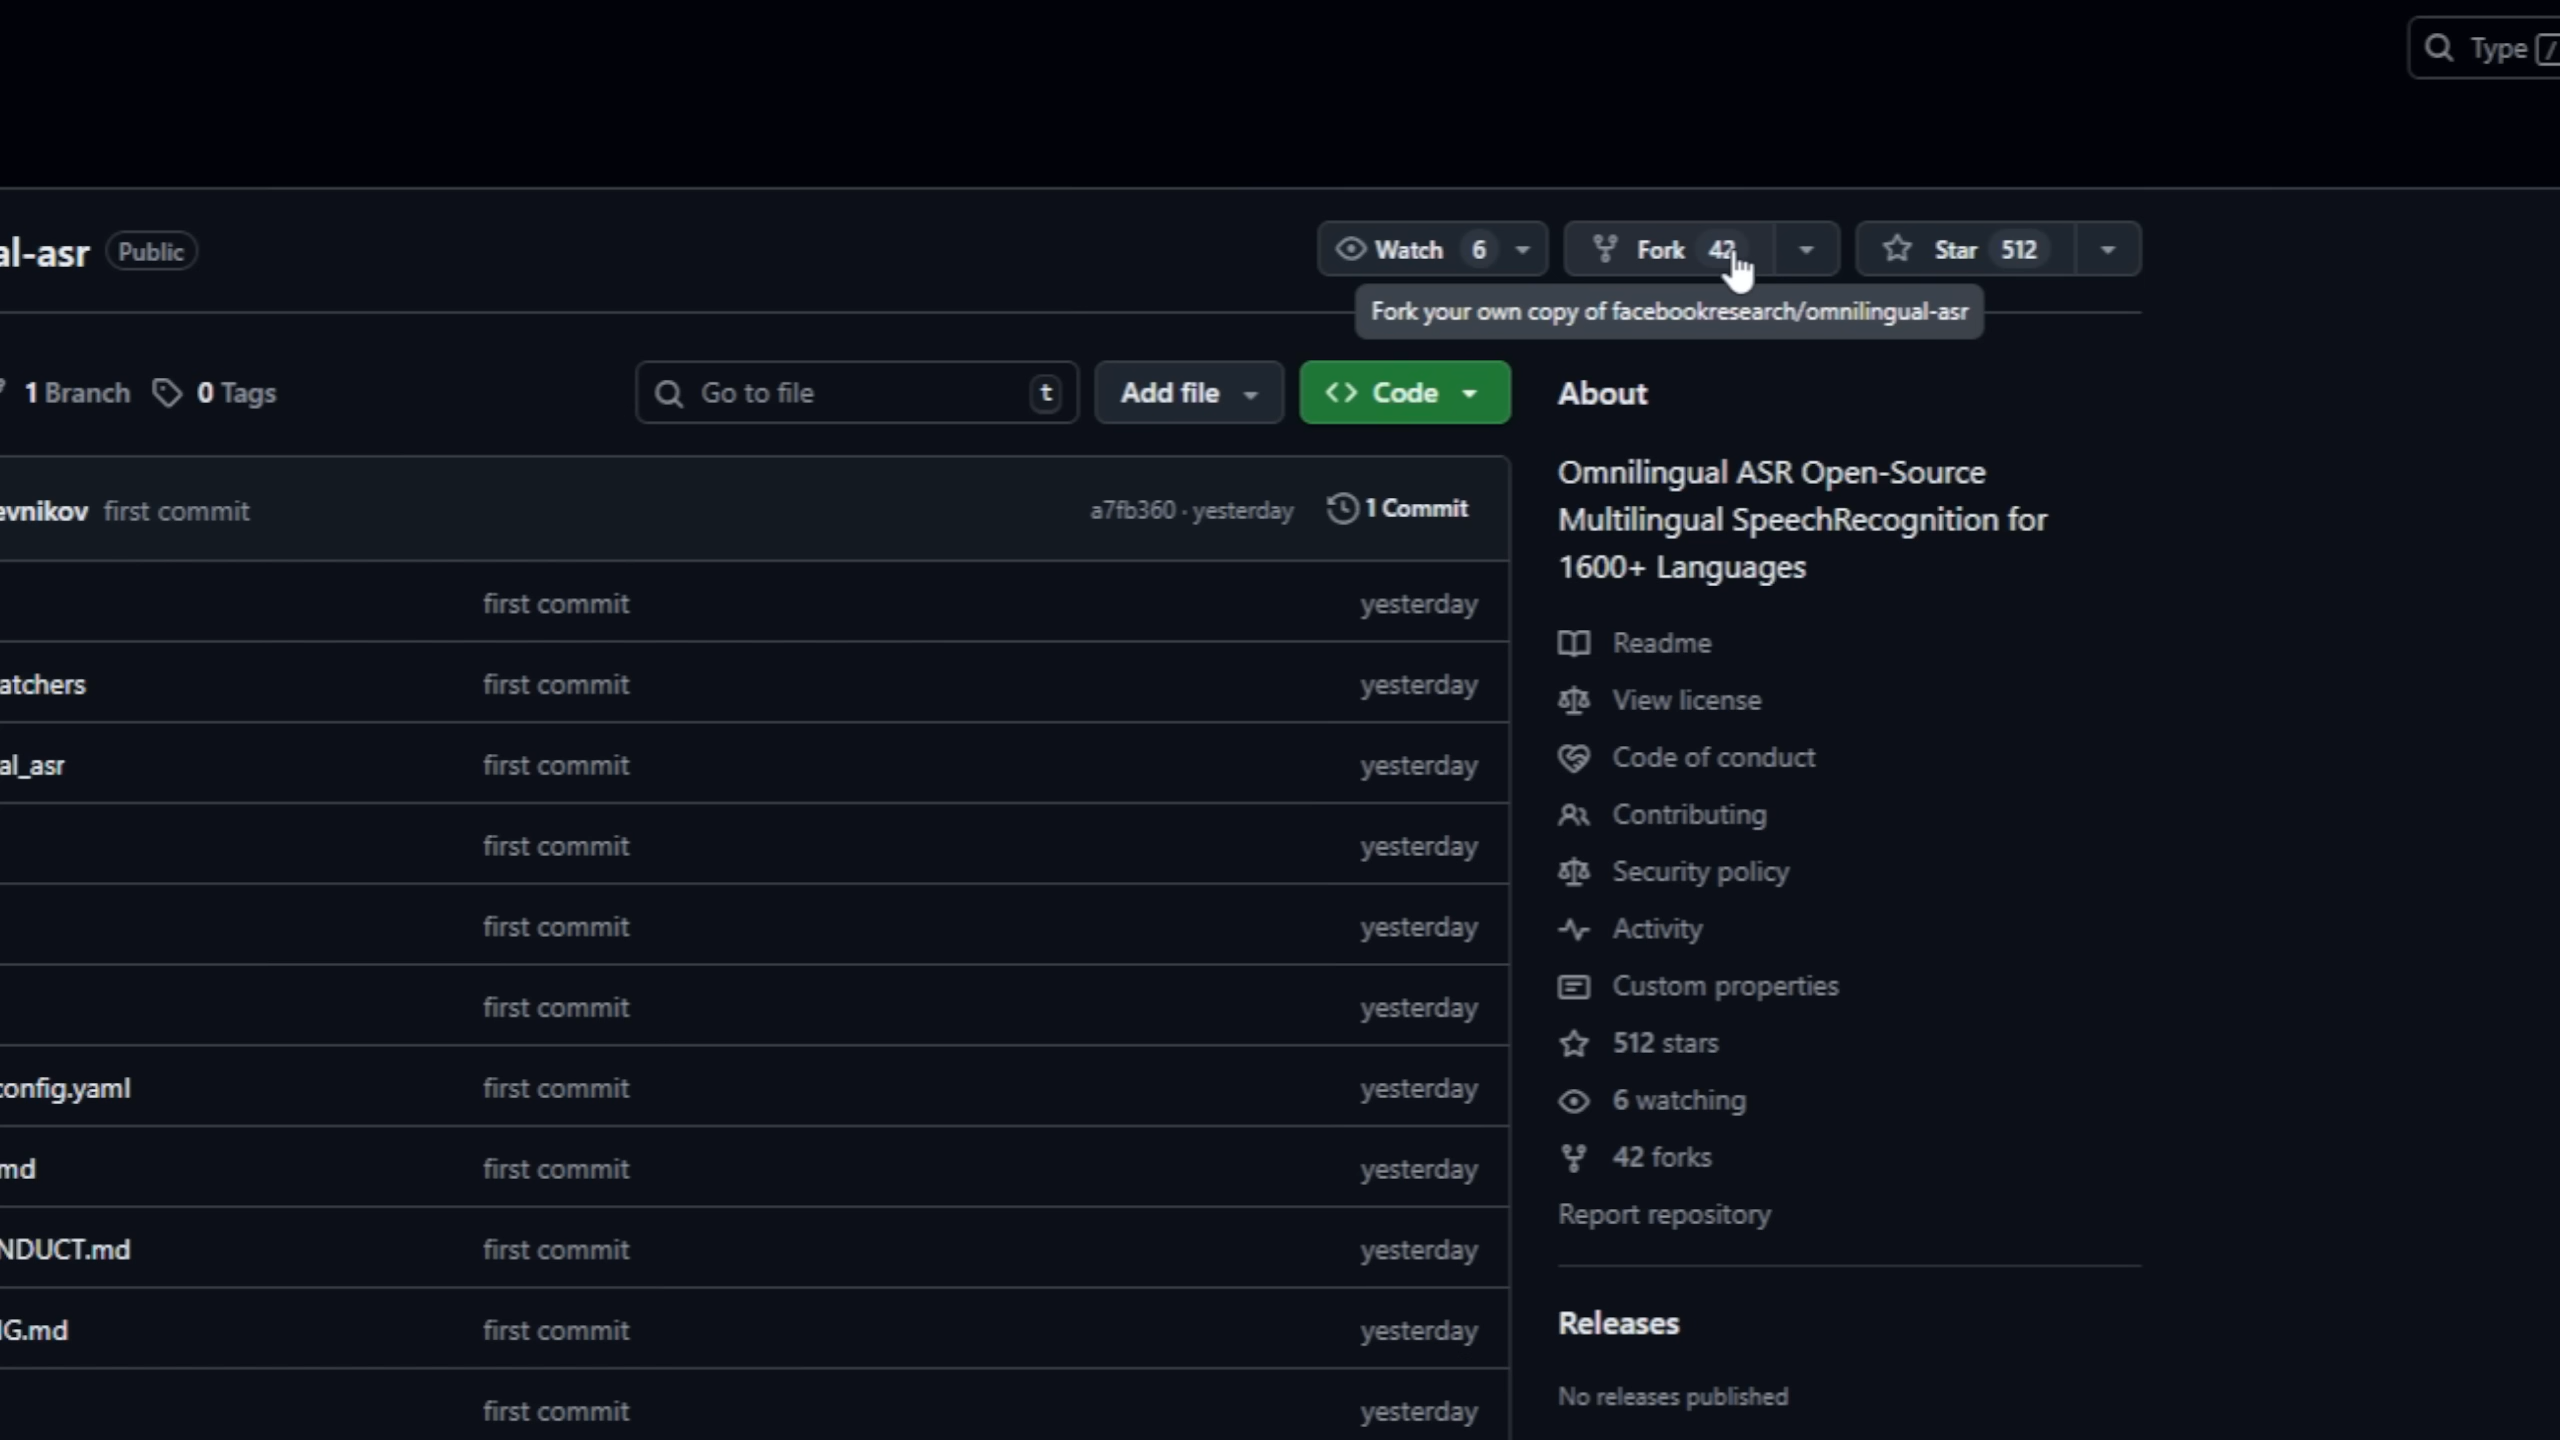 Type /
al-asr Public
Watch 6
Fork 42
Star 512
Fork your own copy of facebookresearch/omnilingual-asr
1 Branch
0 Tags
Go to file
t
Add file
Code
About
Omnilingual ASR Open-Source
Multilingual SpeechRecognition for
1600+ Languages
evnikov first commit
a7fb360 · yesterday
1 Commit
first commit yesterday
atchers first commit yesterday
al_asr first commit yesterday
first commit yesterday
first commit yesterday
first commit yesterday
config.yaml first commit yesterday
md first commit yesterday
NDUCT.md first commit yesterday
IG.md first commit yesterday
first commit yesterday
Readme
View license
Code of conduct
Contributing
Security policy
Activity
Custom properties
512 stars
6 watching
42 forks
Report repository
Releases
No releases published